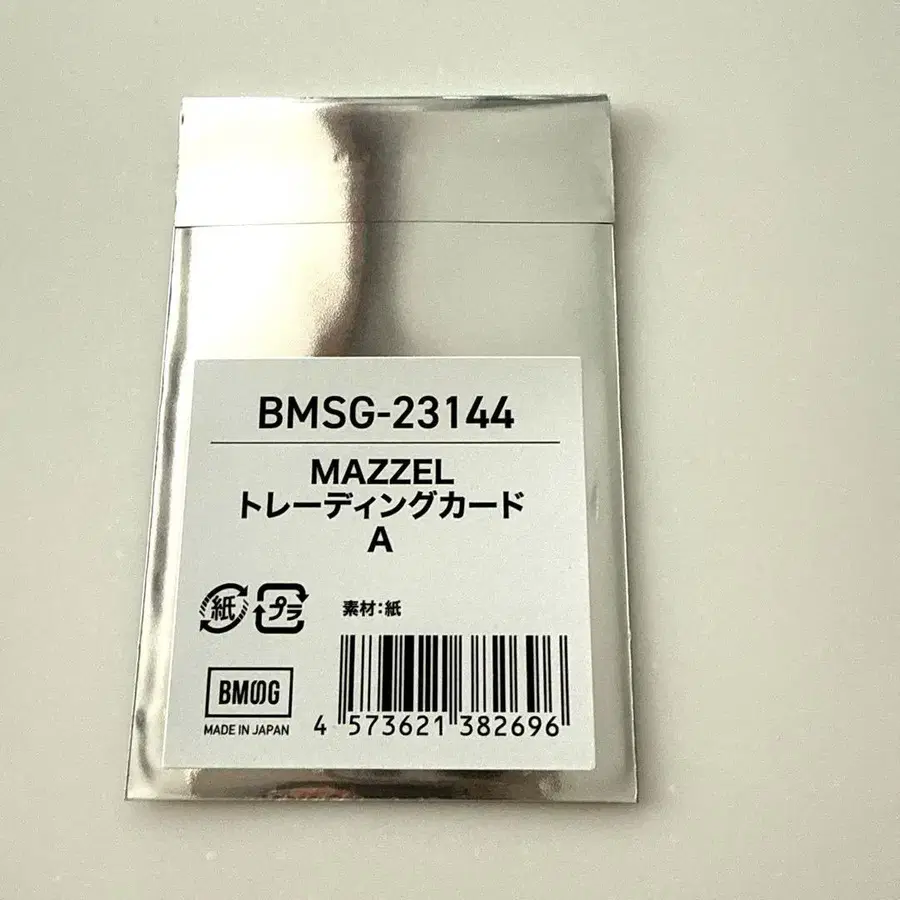 BMSG-23144
MAZZEL
トレーディングカード
A
紙
プラ
素材:紙
BMSG
MADE IN JAPAN
4 573621 382696